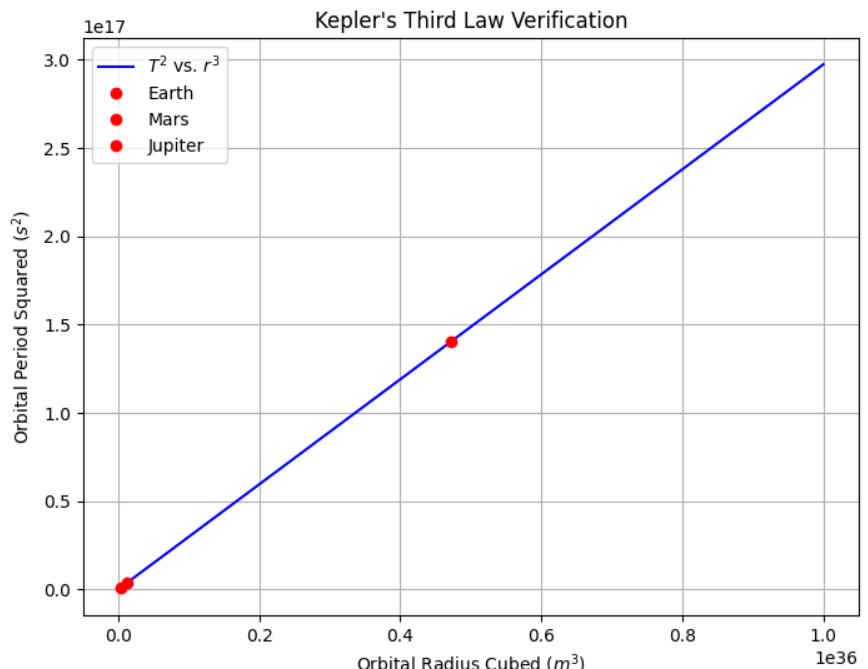 Kepler's Third Law Verification
1e17
T² vs. r³
Earth
Mars
Jupiter
3.0
2.5
2.0
1.5
1.0
0.5
0.0
Orbital Period Squared (s²)
0.0 0.2 0.4 0.6 0.8 1.0
1e36
Orbital Radius Cubed (m³)